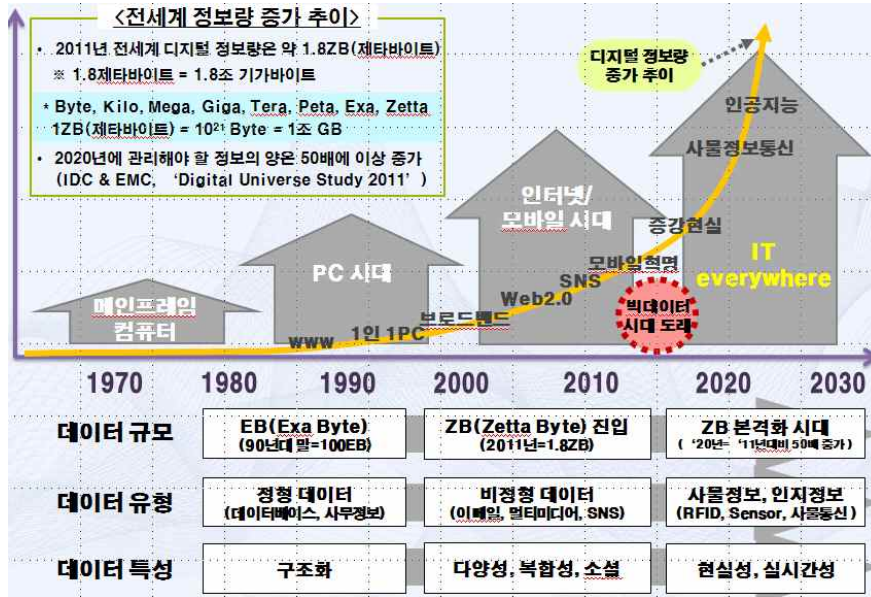 <전세계 정보량 증가 추이>
• 2011년 전세계 디지털 정보량은 약 1.8ZB(제타바이트)
※ 1.8제타바이트 = 1.8조 기가바이트
* Byte, Kilo, Mega, Giga, Tera, Peta, Exa, Zetta
1ZB(제타바이트) = 10²¹ Byte = 1조 GB
• 2020년에 관리해야 할 정보의 양은 50배에 이상 증가
(IDC & EMC, ‘Digital Universe Study 2011’)
디지털 정보량
증가 추이
인공지능
사물정보통신
증강현실
IT
everywhere
인터넷/
모바일 시대
모바일혁명
SNS
Web2.0
빅데이터
시대 도래
PC 시대
브로드밴드
1인 1PC
WWW
메인프레임
컴퓨터
1970 1980 1990 2000 2010 2020 2030
데이터 규모
EB(Exa Byte)
(90년대 말=100EB)
ZB(Zetta Byte) 진입
(2011년=1.8ZB)
ZB 본격화 시대
(‘20년= ‘11년대비 50배 증가)
데이터 유형
정형 데이터
(데이터베이스, 사무정보)
비정형 데이터
(이메일, 멀티미디어, SNS)
사물정보, 인지정보
(RFID, Sensor, 사물통신)
데이터 특성
구조화
다양성, 복합성, 소셜
현실성, 실시간성